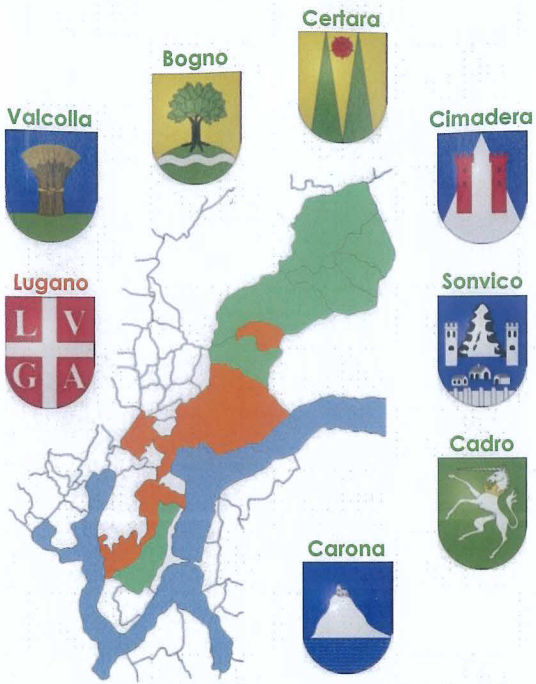 Certara
Bogno
Valcolla
Cimadera
Lugano
L V
G A
Sonvico
Cadro
Carona